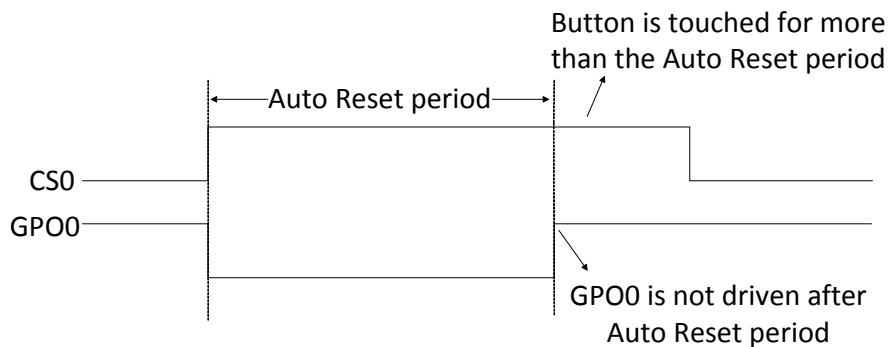 Button is touched for more
than the Auto Reset period
Auto Reset period
CS0
GPO0
GPO0 is not driven after
Auto Reset period